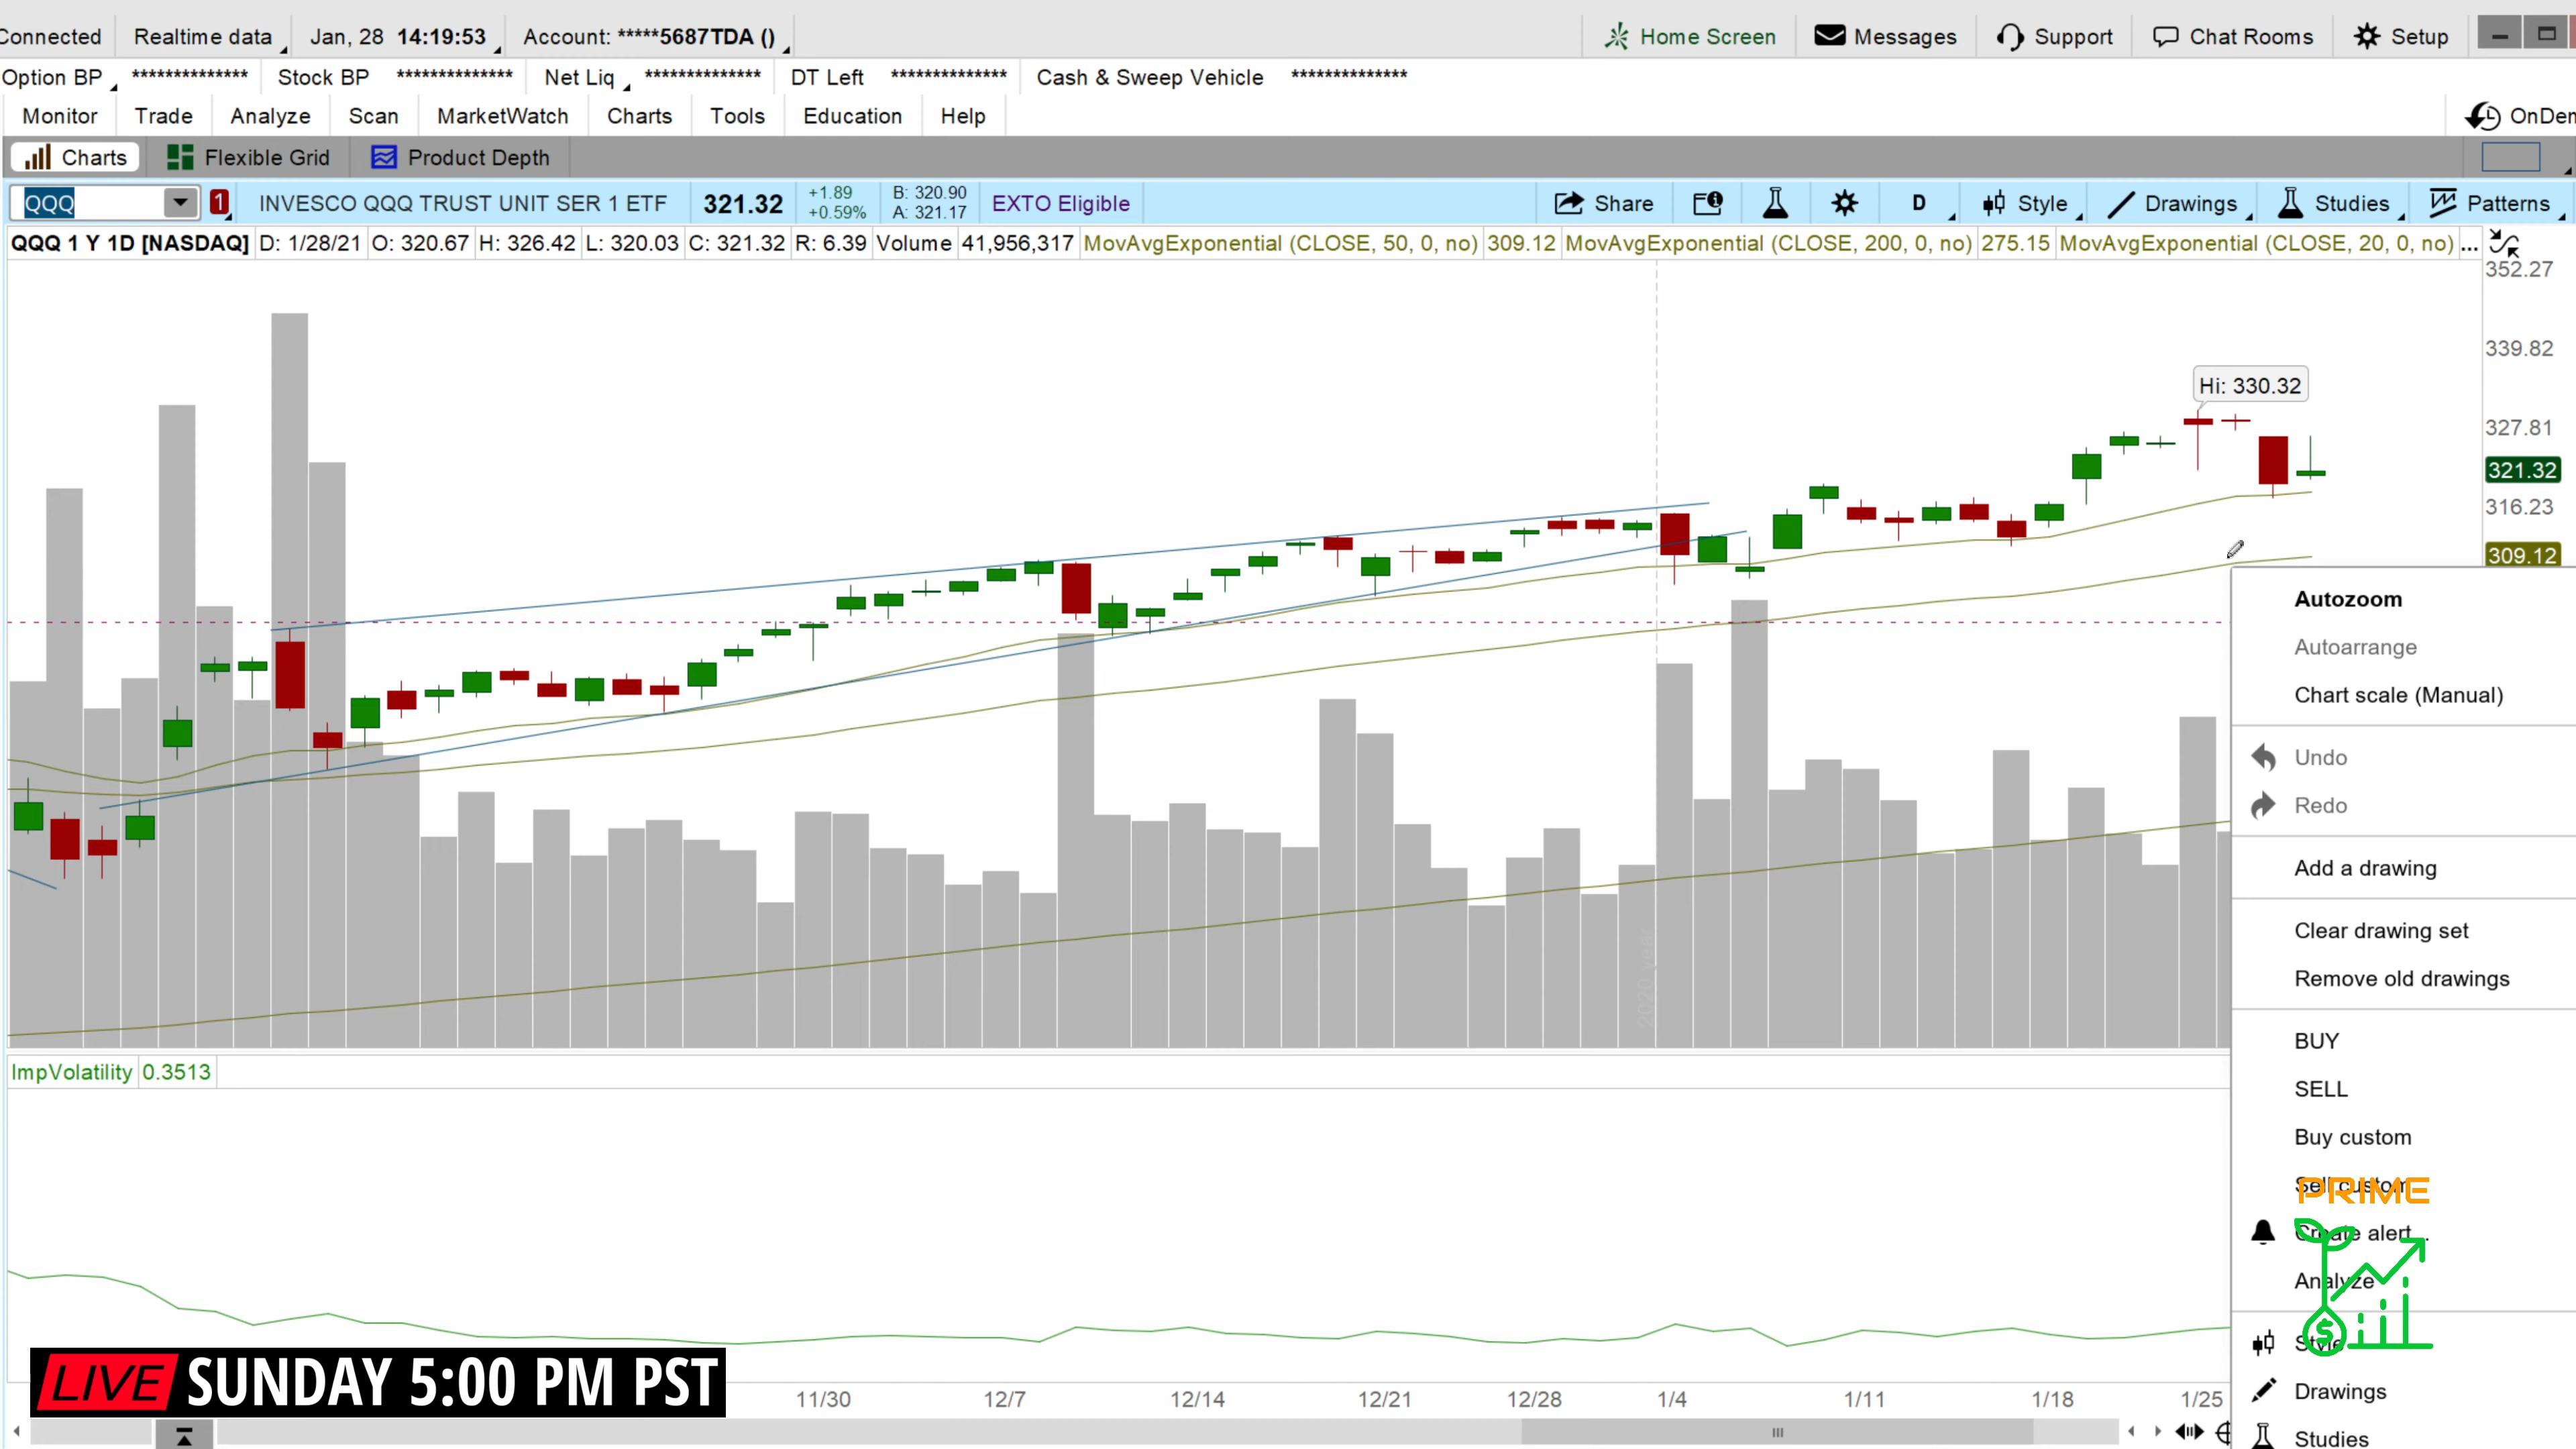 Connected Realtime data Jan, 28 14:19:53 Account: *****5687TDA () Home Screen Messages Support Chat Rooms Setup
Option BP ************** Stock BP ************** Net Liq ************** DT Left ************** Cash & Sweep Vehicle **************
Monitor Trade Analyze Scan MarketWatch Charts Tools Education Help OnDem
Charts Flexible Grid Product Depth
QQQ 1 INVESCO QQQ TRUST UNIT SER 1 ETF 321.32 +1.89 B: 320.90 EXTO Eligible Share D Style Drawings Studies Patterns
+0.59% A: 321.17
QQQ 1 Y 1D [NASDAQ] D: 1/28/21 O: 320.67 H: 326.42 L: 320.03 C: 321.32 R: 6.39 Volume 41,956,317 MovAvgExponential (CLOSE, 50, 0, no) 309.12 MovAvgExponential (CLOSE, 200, 0, no) 275.15 MovAvgExponential (CLOSE, 20, 0, no) ...
352.27
339.82
Hi: 330.32
327.81
321.32
316.23
309.12
Autozoom
Autoarrange
Chart scale (Manual)
Undo
Redo
Add a drawing
Clear drawing set
Remove old drawings
2020 year
BUY
ImpVolatility 0.3513
SELL
Buy custom
Sell custom
PRIME
Create alert...
Analyze
Style
LIVE SUNDAY 5:00 PM PST
Drawings
11/30 12/7 12/14 12/21 12/28 1/4 1/11 1/18 1/25
Studies